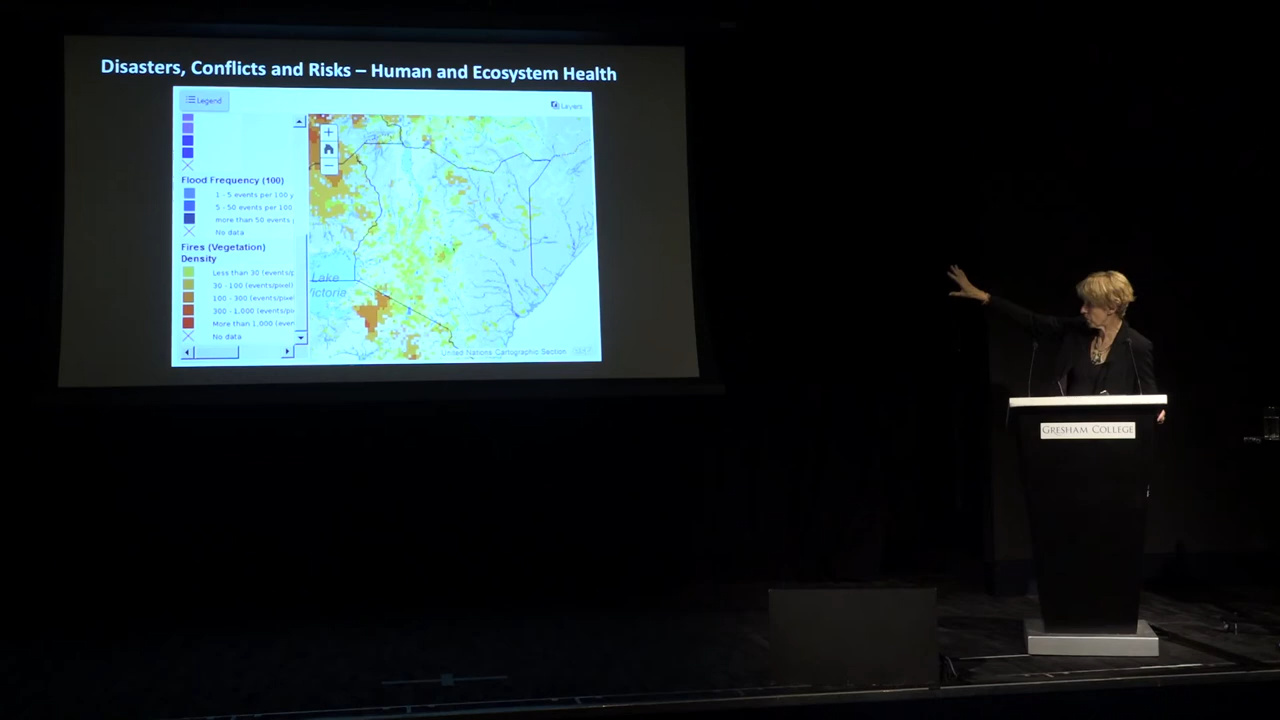 Disasters, Conflicts and Risks – Human and Ecosystem Health
Legend
Layers
Flood Frequency (100)
1 - 5 events per 100 y
5 - 50 events per 100
more than 50 events
No data
Fires (Vegetation)
Density
Less than 30 (events/p
30 - 100 (events/pixel)
100 - 300 (events/pixel
300 - 1,000 (events/pi
More than 1,000 (even
No data
Lake
Victoria
United Nations Cartographic Section
GRESHAM COLLEGE